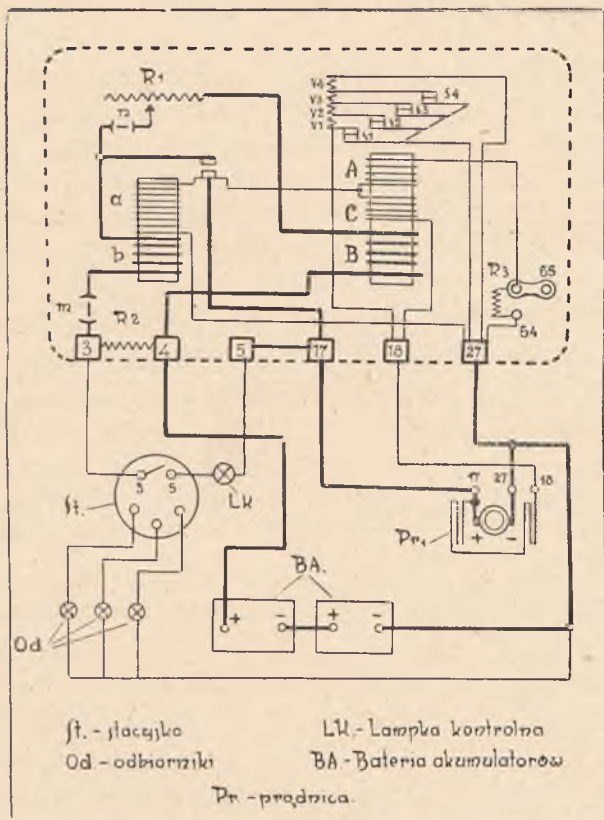 R1
n
V4
V3
V2
V1
S4
S3
S2
S1
a
b
A
C
B
R3
65
64
m
R2
3
4
5
17
18
27
3
5
St.
LK
17
27
18
+
-
Pr1
BA.
+
-
+
-
Od
St. - stacyjka
LK. - Lampka kontrolna
Od - odbiorniki
BA - Bateria akumulatorów
Pr - prądnica.